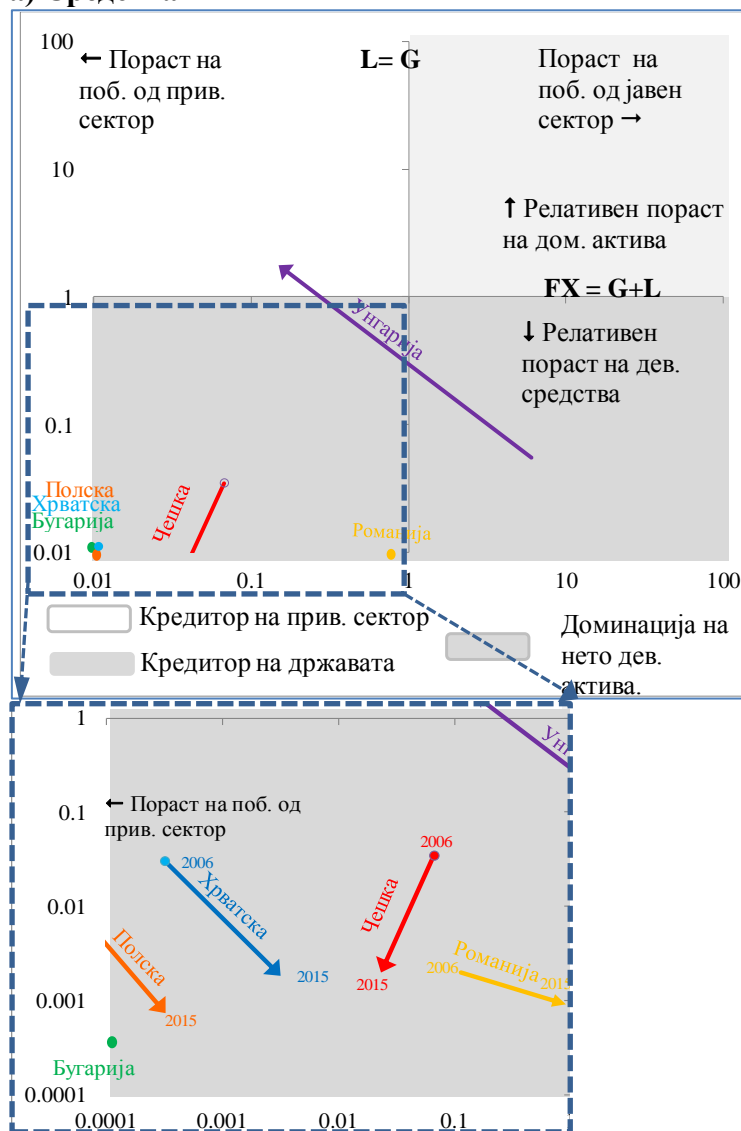 100
← Пораст на
поб. од прив.
сектор
L= G
Пораст на
поб. од јавен
сектор →
10
↑ Релативен пораст
на дом. актива
1
FX = G+L
Унгарија
↓ Релативен
пораст на дев.
средства
0.1
Полска
Хрватска
Бугарија
Чешка
Романија
0.01
0.01 0.1 1 10 100
Кредитор на прив. сектор
Кредитор на државата
Доминација на
нето дев.
актива.
1
0.1
← Пораст на поб. од
прив. сектор
2006
2006
Хрватска
Чешка
0.01
Полска
Романија
2006
2015
2015
0.001
2015
Бугарија
0.0001
0.0001 0.001 0.01 0.1